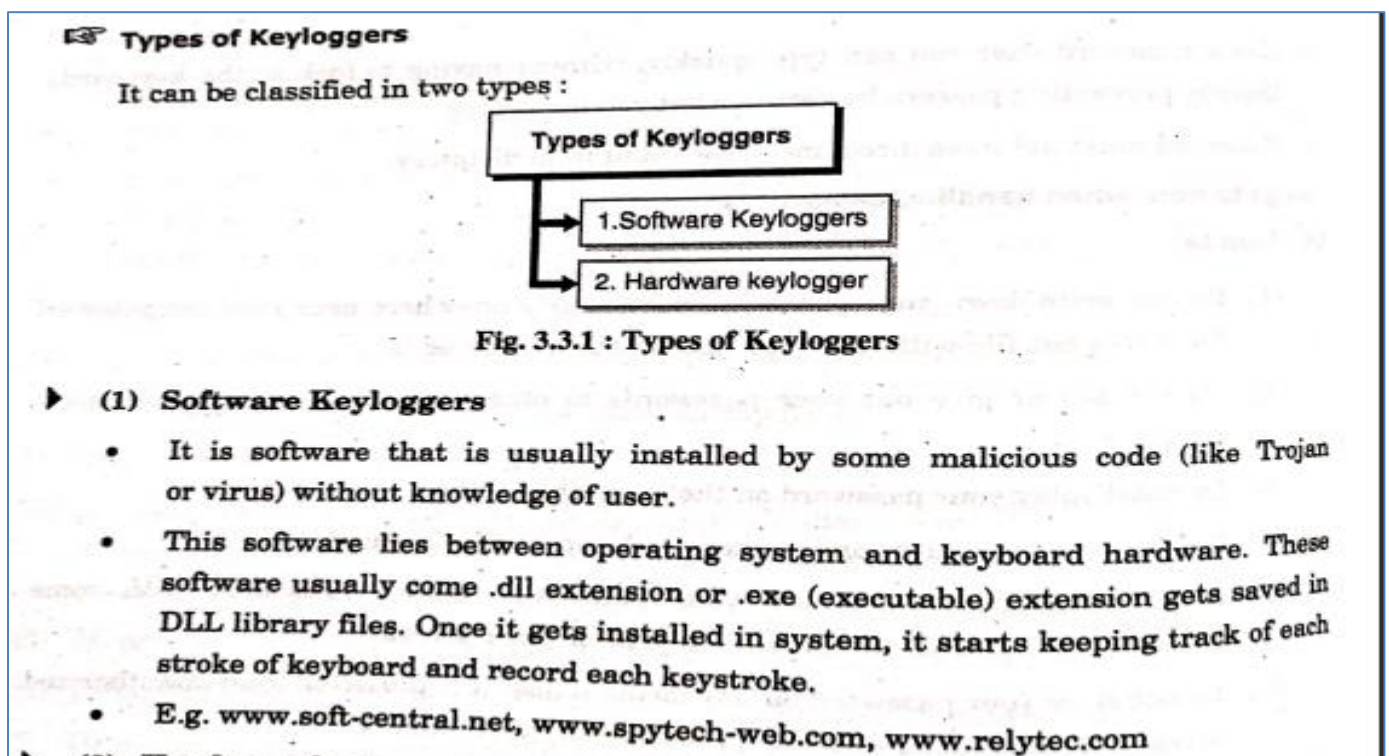 ☞ Types of Keyloggers
It can be classified in two types :
Types of Keyloggers
1.Software Keyloggers
2. Hardware keylogger
Fig. 3.3.1 : Types of Keyloggers
(1) Software Keyloggers
• It is software that is usually installed by some malicious code (like Trojan
or virus) without knowledge of user.
• This software lies between operating system and keyboard hardware. These
software usually come .dll extension or .exe (executable) extension gets saved in
DLL library files. Once it gets installed in system, it starts keeping track of each
stroke of keyboard and record each keystroke.
• E.g. www.soft-central.net, www.spytech-web.com, www.relytec.com